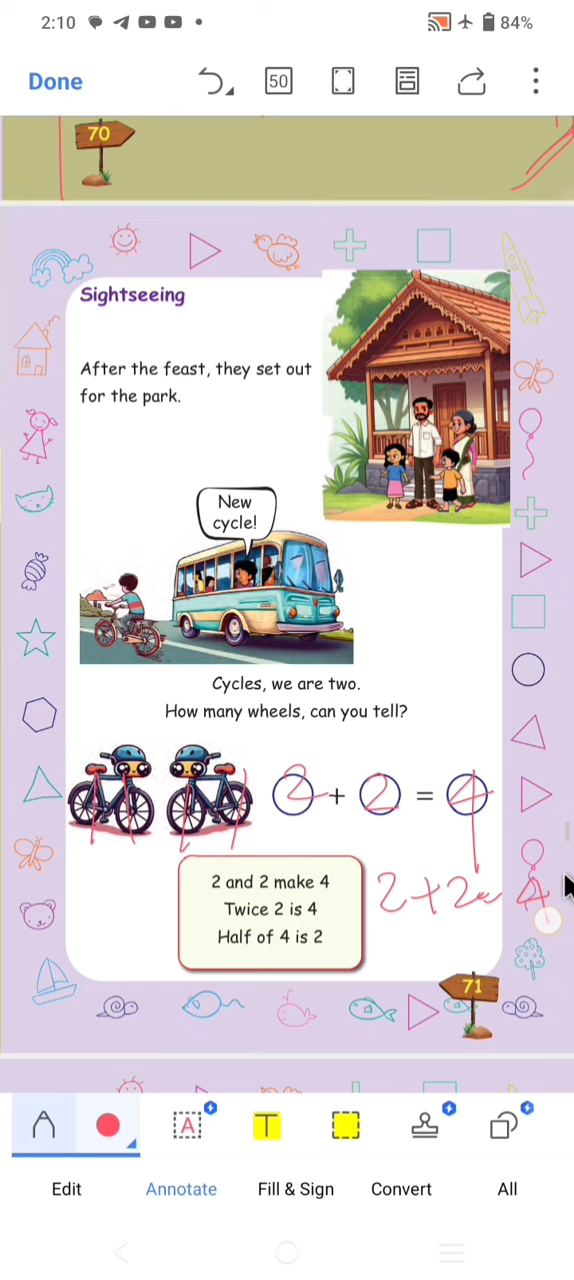 2:10
84%
Done
50
70
Sightseeing
After the feast, they set out
for the park.
New
cycle!
Cycles, we are two.
How many wheels, can you tell?
2 + 2 = 4
2 and 2 make 4
Twice 2 is 4
Half of 4 is 2
2+2= 4
71
A
T
Edit
Annotate
Fill & Sign
Convert
All